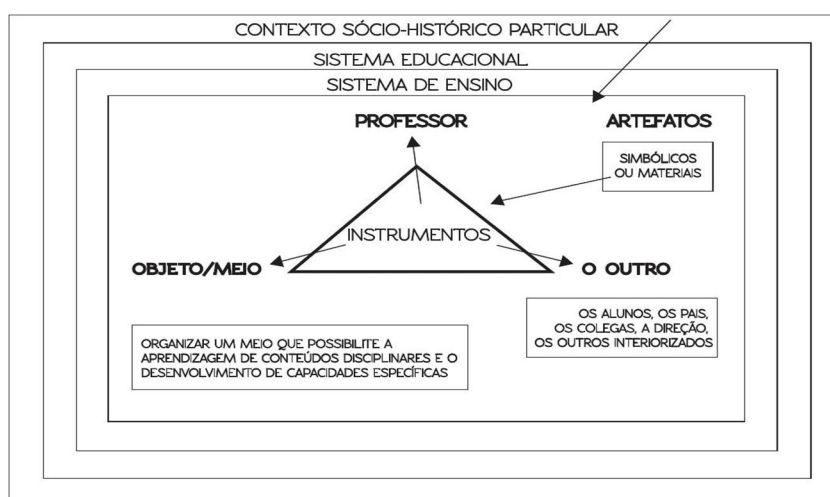 CONTEXTO SÓCIO-HISTÓRICO PARTICULAR
SISTEMA EDUCACIONAL
SISTEMA DE ENSINO
PROFESSOR
ARTEFATOS
SIMBÓLICOS
OU MATERIAIS
INSTRUMENTOS
OBJETO/MEIO
O OUTRO
ORGANIZAR UM MEIO QUE POSSIBILITE A
APRENDIZAGEM DE CONTEÚDOS DISCIPLINARES E O
DESENVOLVIMENTO DE CAPACIDADES ESPECÍFICAS
OS ALUNOS, OS PAIS,
OS COLEGAS, A DIREÇÃO,
OS OUTROS INTERIORIZADOS